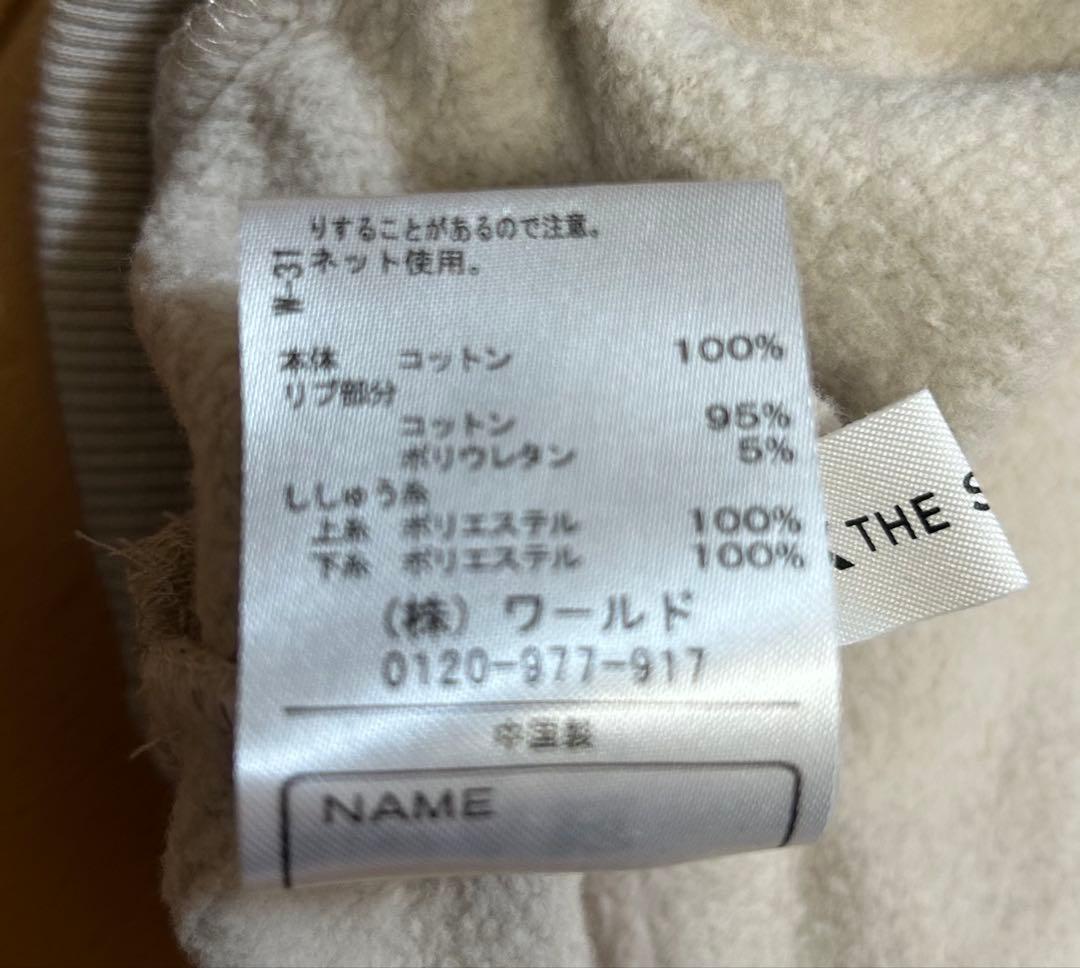 りすることがあるので注意。
ネット使用。
M-31
本体 コットン 100%
リブ部分
コットン 95%
ポリウレタン 5%
ししゅう糸
上糸 ポリエステル 100%
下糸 ポリエステル 100%
(株) ワールド
0120-977-917
中国製
NAME
THE